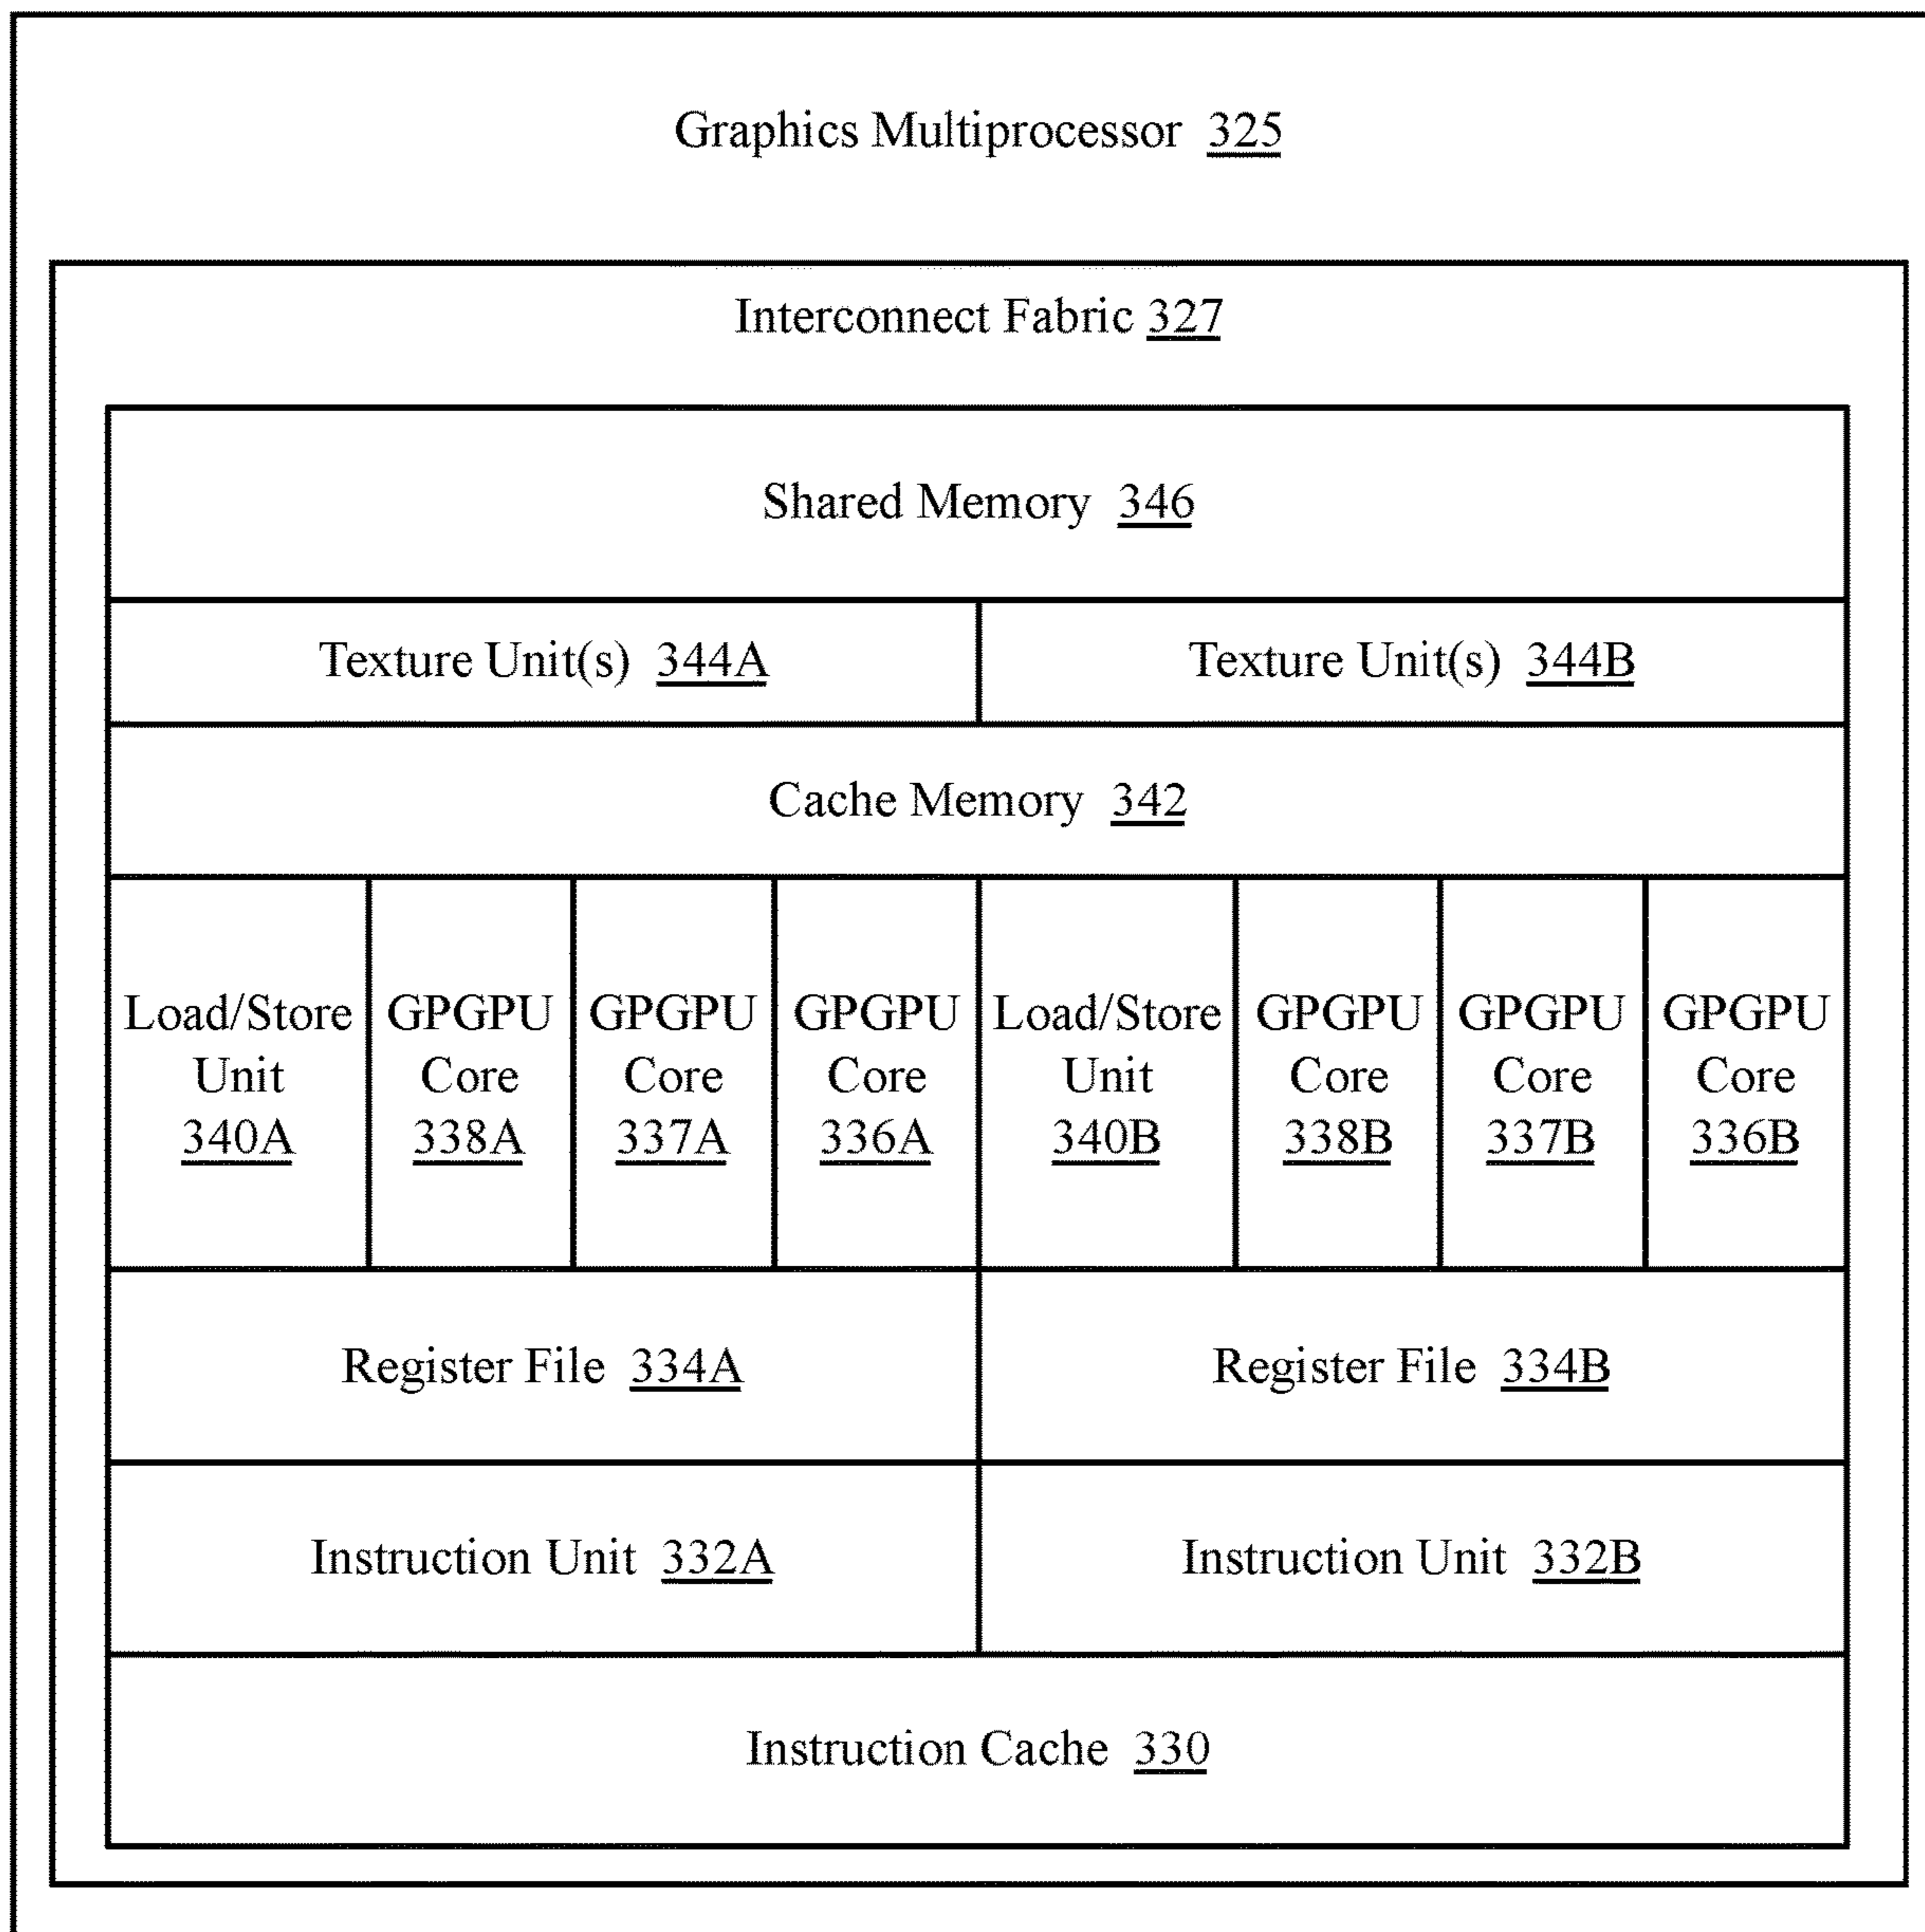 Graphics Multiprocessor 325
Interconnect Fabric 327
Shared Memory 346
Texture Unit(s) 344A
Texture Unit(s) 344B
Cache Memory 342
Load/Store
Unit
340A
GPGPU
Core
338A
GPGPU
Core
337A
GPGPU
Core
336A
Load/Store
Unit
340B
GPGPU
Core
338B
GPGPU
Core
337B
GPGPU
Core
336B
Register File 334A
Register File 334B
Instruction Unit 332A
Instruction Unit 332B
Instruction Cache 330